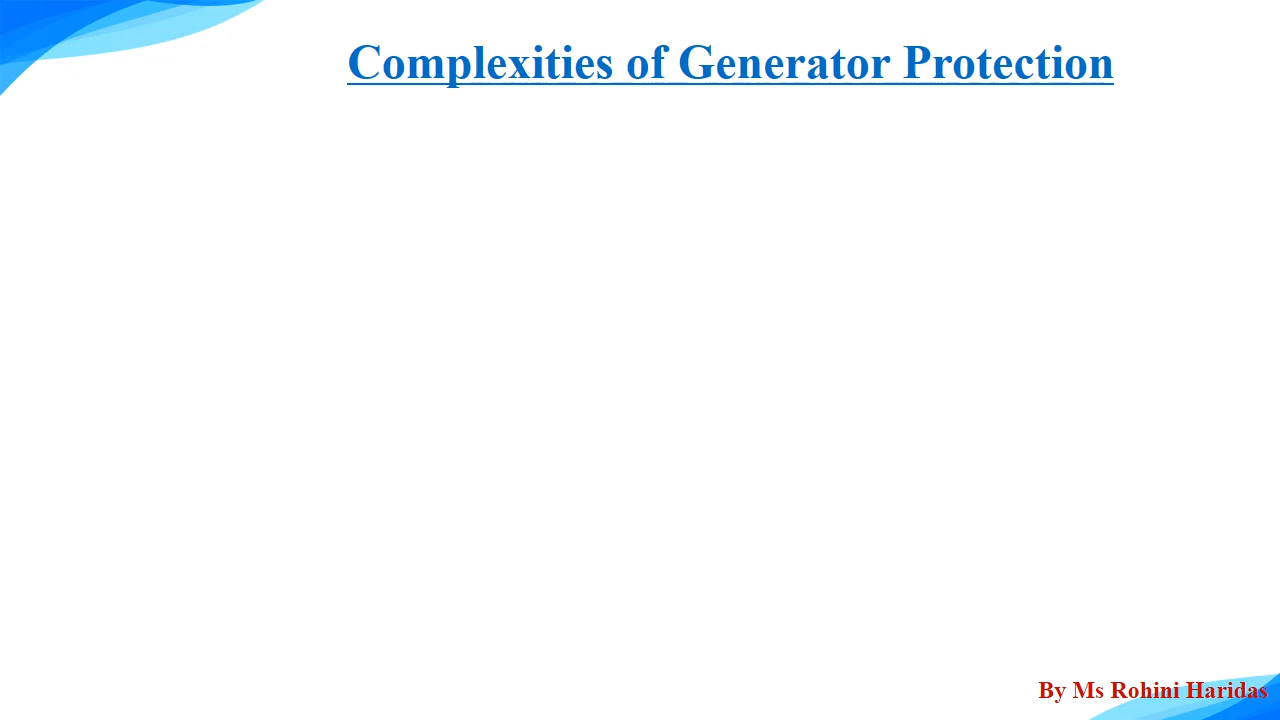 Complexities of Generator Protection
By Ms Rohini Haridas